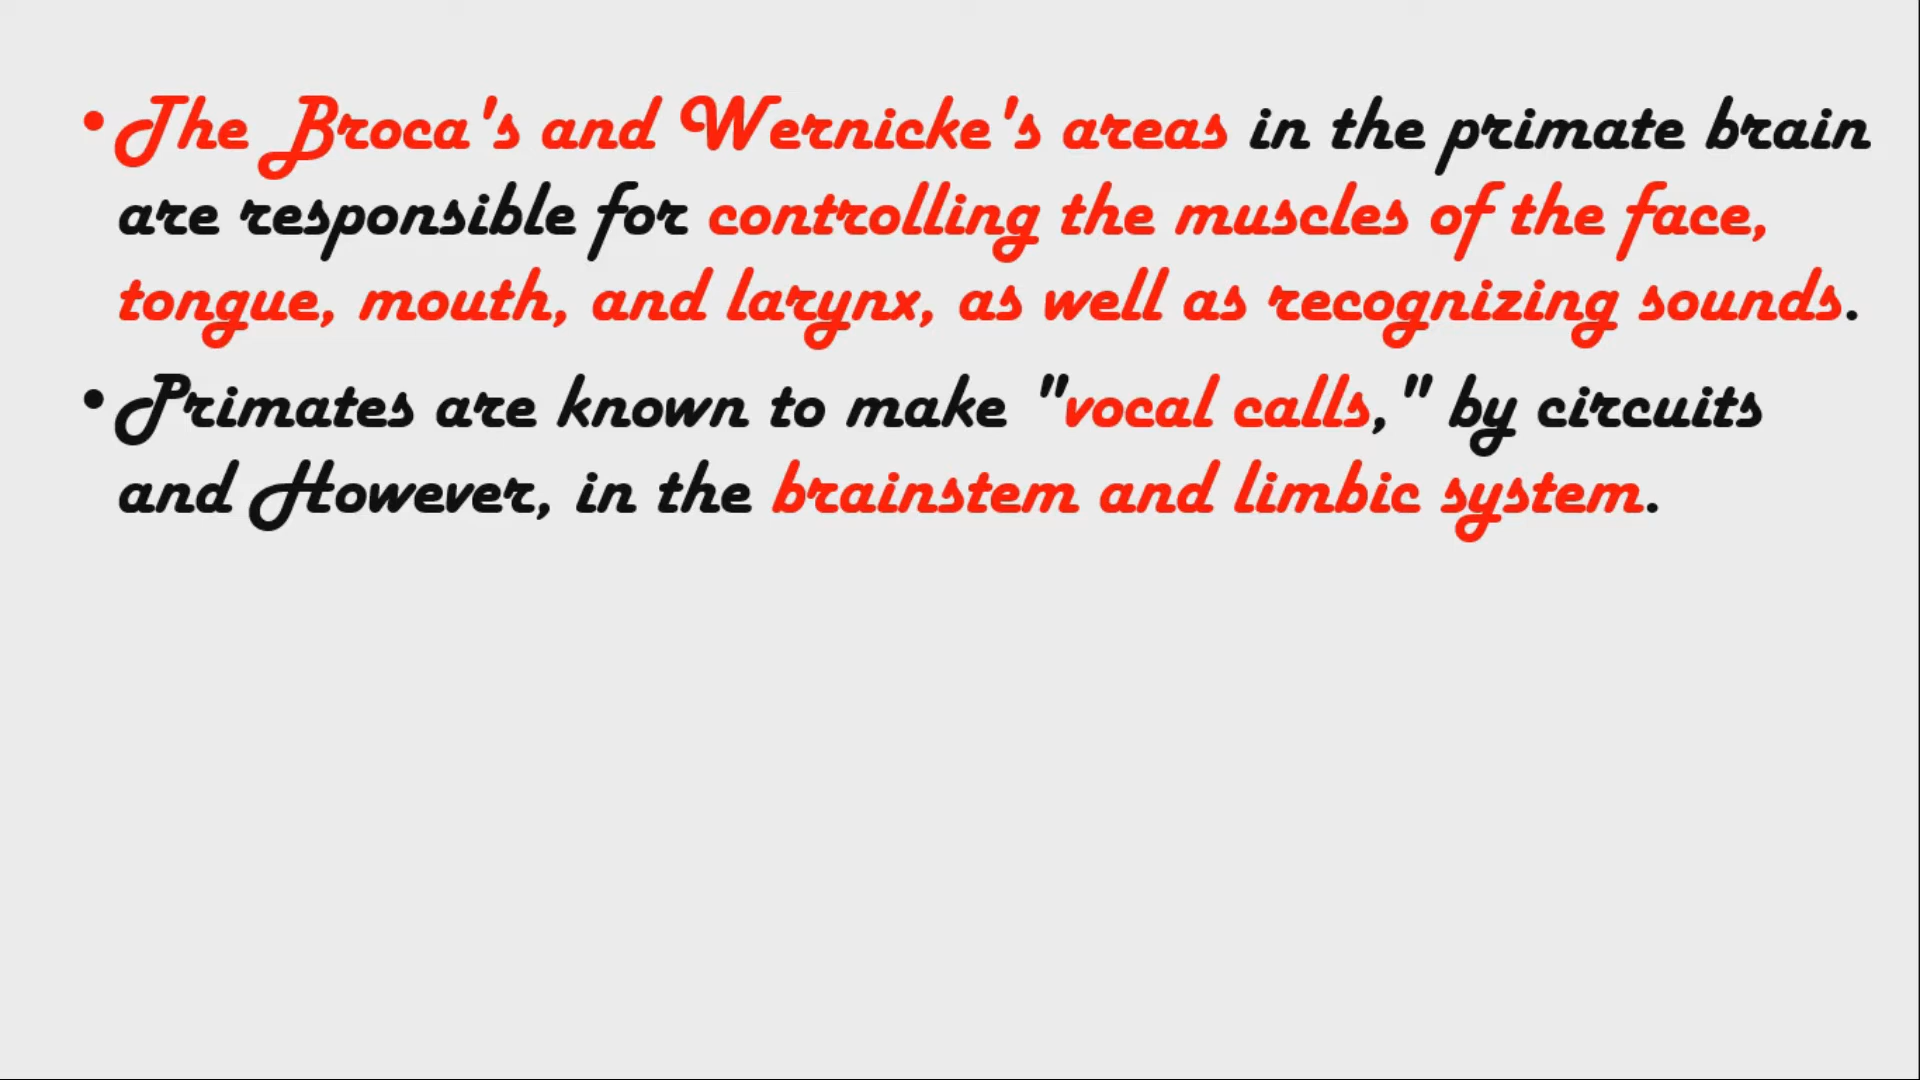 •The Broca's and Wernicke's areas in the primate brain
are responsible for controlling the muscles of the face,
tongue, mouth, and larynx, as well as recognizing sounds.
•Primates are known to make "vocal calls," by circuits
and However, in the brainstem and limbic system.